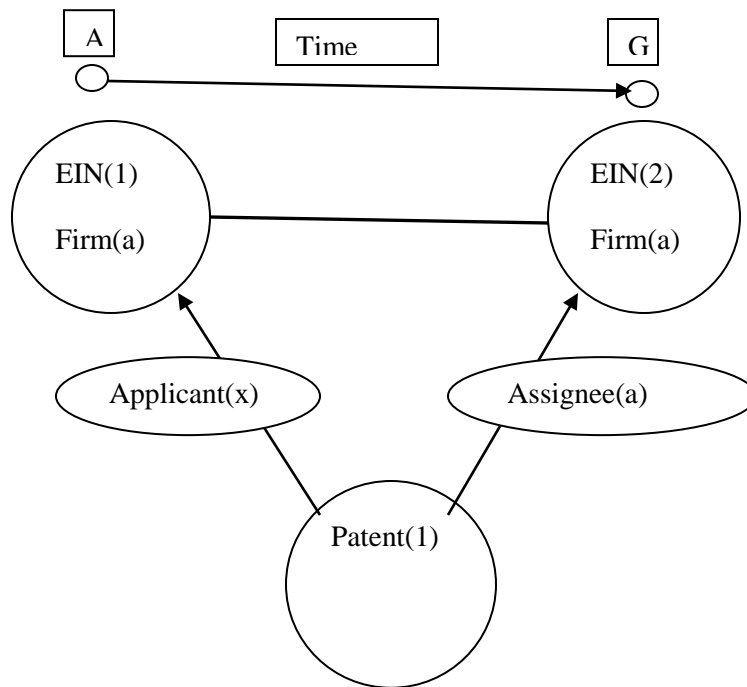 A
Time
G
EIN(1)
Firm(a)
EIN(2)
Firm(a)
Applicant(x)
Assignee(a)
Patent(1)